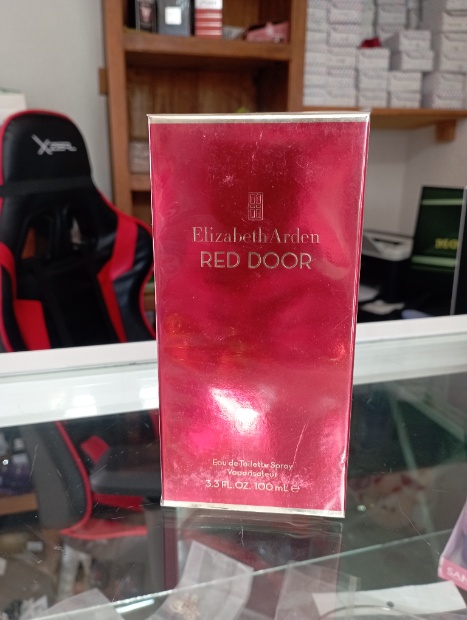 Elizabeth Arden
RED DOOR
Eau de Toilette Spray
Vaporisateur
3.3 FL. OZ. 100 mL ℮